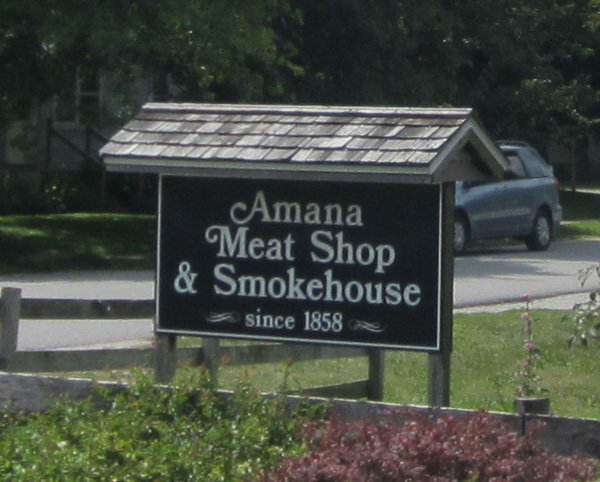 Amana
Meat Shop
& Smokehouse
since 1858